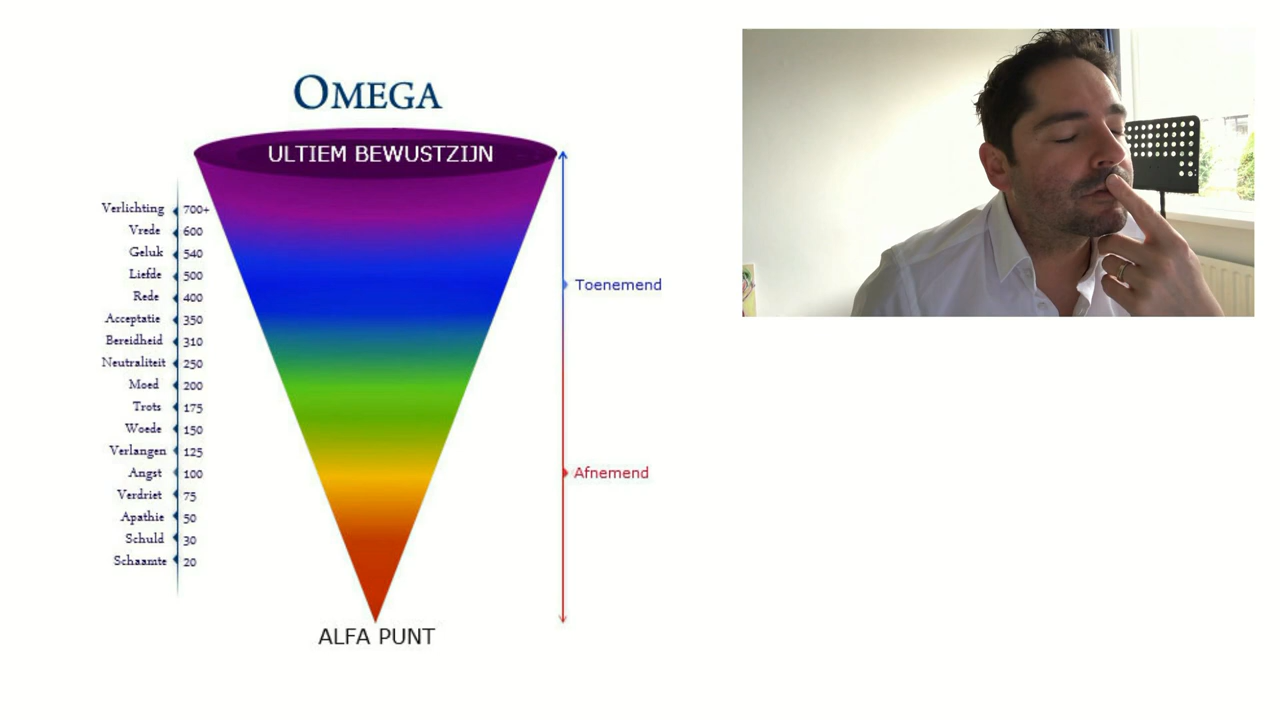 OMEGA
ULTIEM BEWUSTZIJN
Verlichting 700+
Vrede 600
Geluk 540
Liefde 500
Rede 400
Acceptatie 350
Bereidheid 310
Neutraliteit 250
Moed 200
Trots 175
Woede 150
Verlangen 125
Angst 100
Verdriet 75
Apathie 50
Schuld 30
Schaamte 20
Toenemend
Afnemend
ALFA PUNT